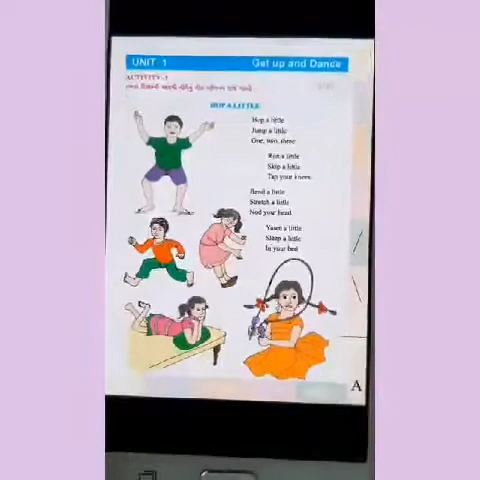 UNIT 1
Get up and Dance
ACTIVITY-1
HOP A LITTLE
Hop a little
Jump a little
One, two, three
Run a little
Skip a little
Tap your knees
Bend a little
Stretch a little
Nod your head
Yawn a little
Sleep a little
In your bed
A